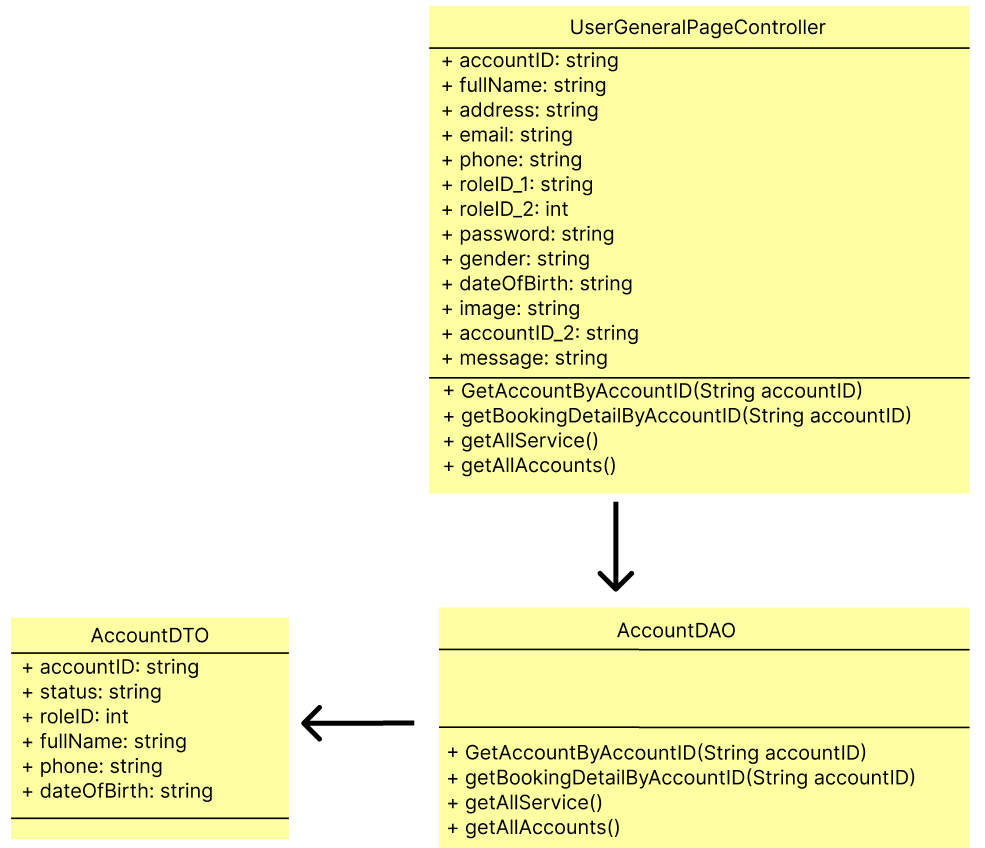 UserGeneralPageController
+ accountID: string
+ fullName: string
+ address: string
+ email: string
+ phone: string
+ roleID_1: string
+ roleID_2: int
+ password: string
+ gender: string
+ dateOfBirth: string
+ image: string
+ accountID_2: string
+ message: string
+ GetAccountByAccountID(String accountID)
+ getBookingDetailByAccountID(String accountID)
+ getAllService()
+ getAllAccounts()
AccountDTO
+ accountID: string
+ status: string
+ roleID: int
+ fullName: string
+ phone: string
+ dateOfBirth: string
AccountDAO
+ GetAccountByAccountID(String accountID)
+ getBookingDetailByAccountID(String accountID)
+ getAllService()
+ getAllAccounts()